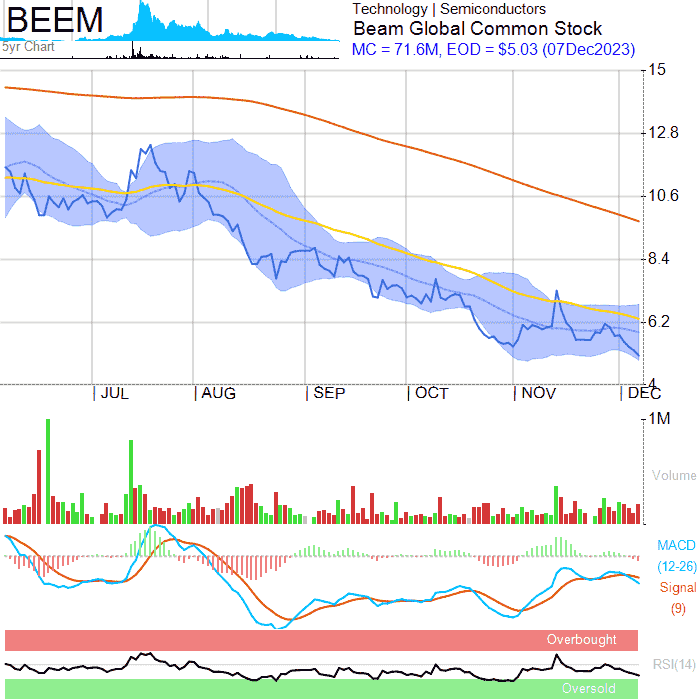 BEEM
5yr Chart
Technology | Semiconductors
Beam Global Common Stock
MC = 71.6M, EOD = $5.03 (07Dec2023)
15
12.8
10.6
8.4
6.2
4
JUL AUG SEP OCT NOV DEC
1M
Volume
MACD
(12-26)
Signal
(9)
Overbought
RSI(14)
Oversold